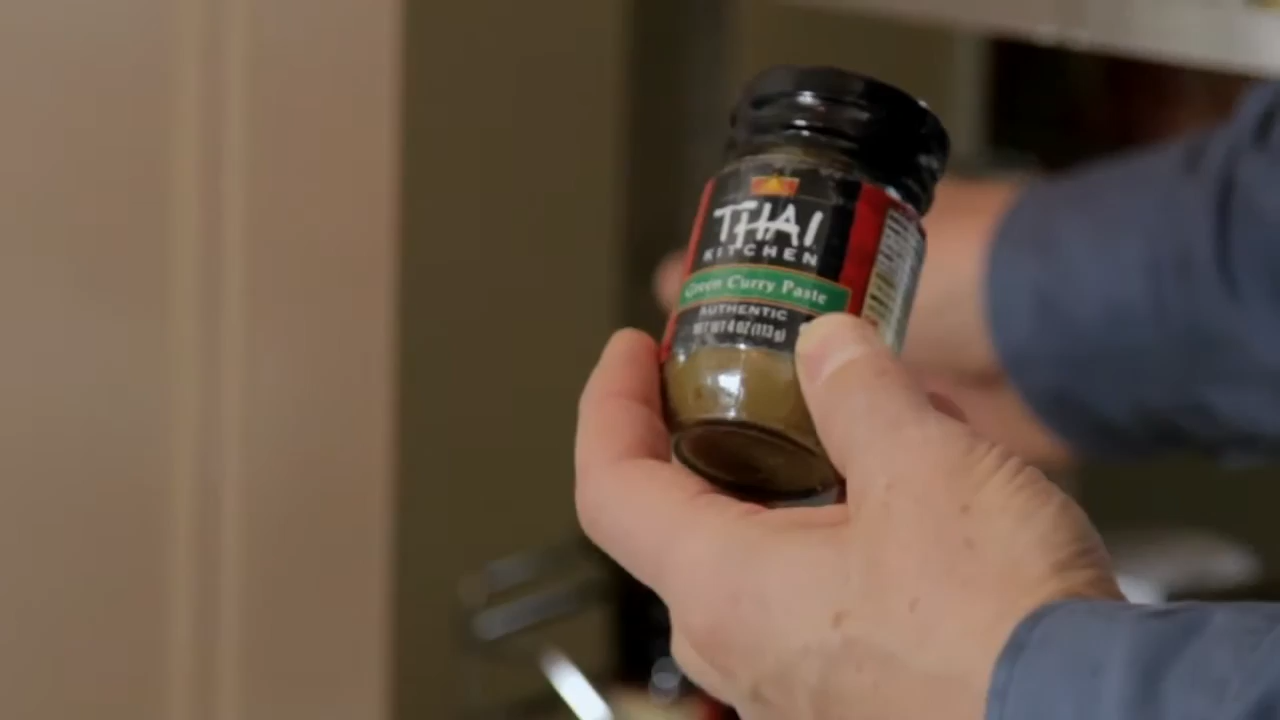 THAI
KITCHEN
Green Curry Paste
AUTHENTIC
NET WT 4 OZ (113g)